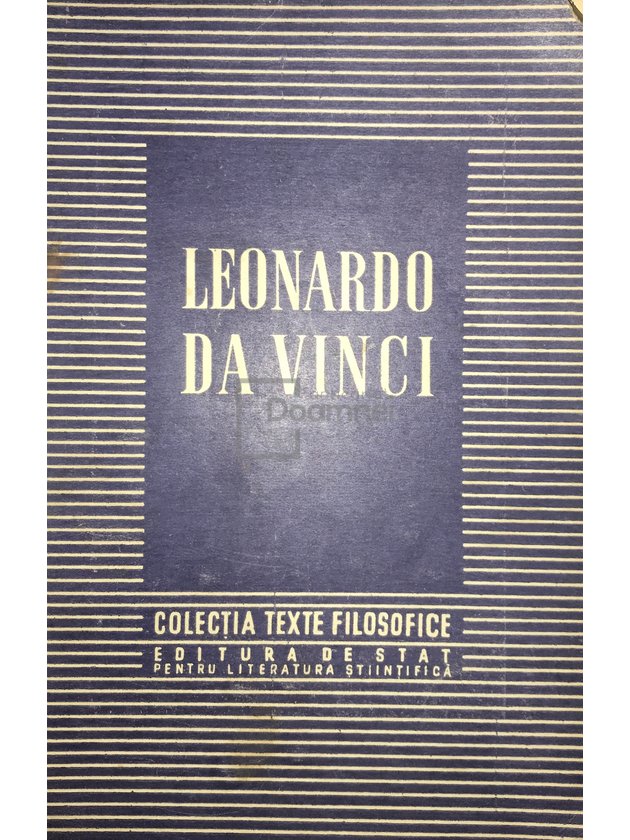 LEONARDO
DA VINCI
COLECȚIA TEXTE FILOSOFICE
EDITURA DE STAT
PENTRU LITERATURA ȘTIINȚIFICĂ